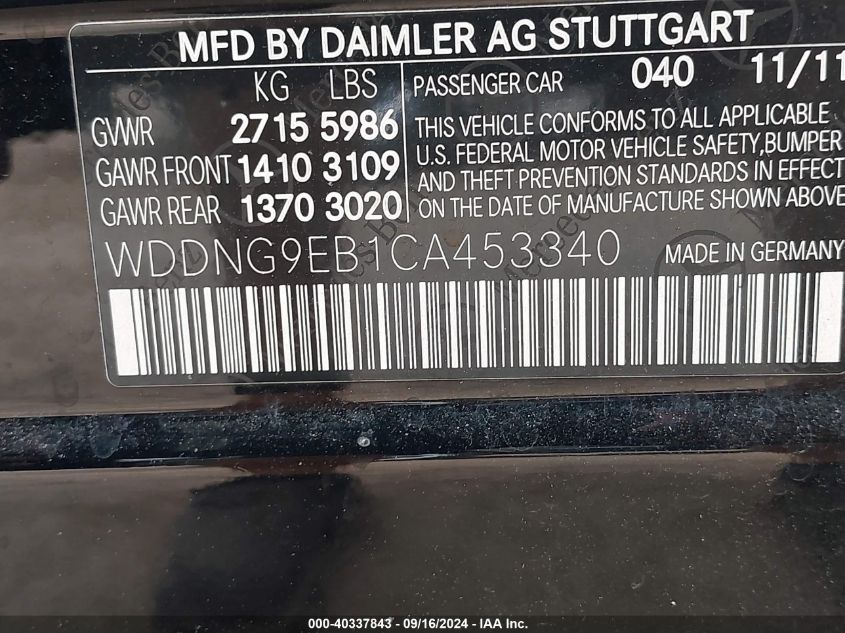 MFD BY DAIMLER AG STUTTGART
KG LBS
GVWR 2715 5986
GAWR FRONT 1410 3109
GAWR REAR 1370 3020
PASSENGER CAR 040 11/11
THIS VEHICLE CONFORMS TO ALL APPLICABLE
U.S. FEDERAL MOTOR VEHICLE SAFETY,BUMPER
AND THEFT PREVENTION STANDARDS IN EFFECT
ON THE DATE OF MANUFACTURE SHOWN ABOVE
WDDNG9EB1CA453340 MADE IN GERMANY
000-40337843 - 09/16/2024 - IAA Inc.